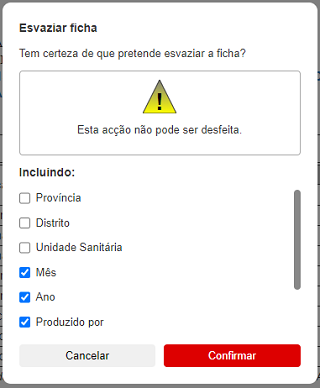 Esvaziar ficha
Tem certeza de que pretende esvaziar a ficha?
Esta acção não pode ser desfeita.
Incluindo:
Província
Distrito
Unidade Sanitária
Mês
Ano
Produzido por
Cancelar
Confirmar